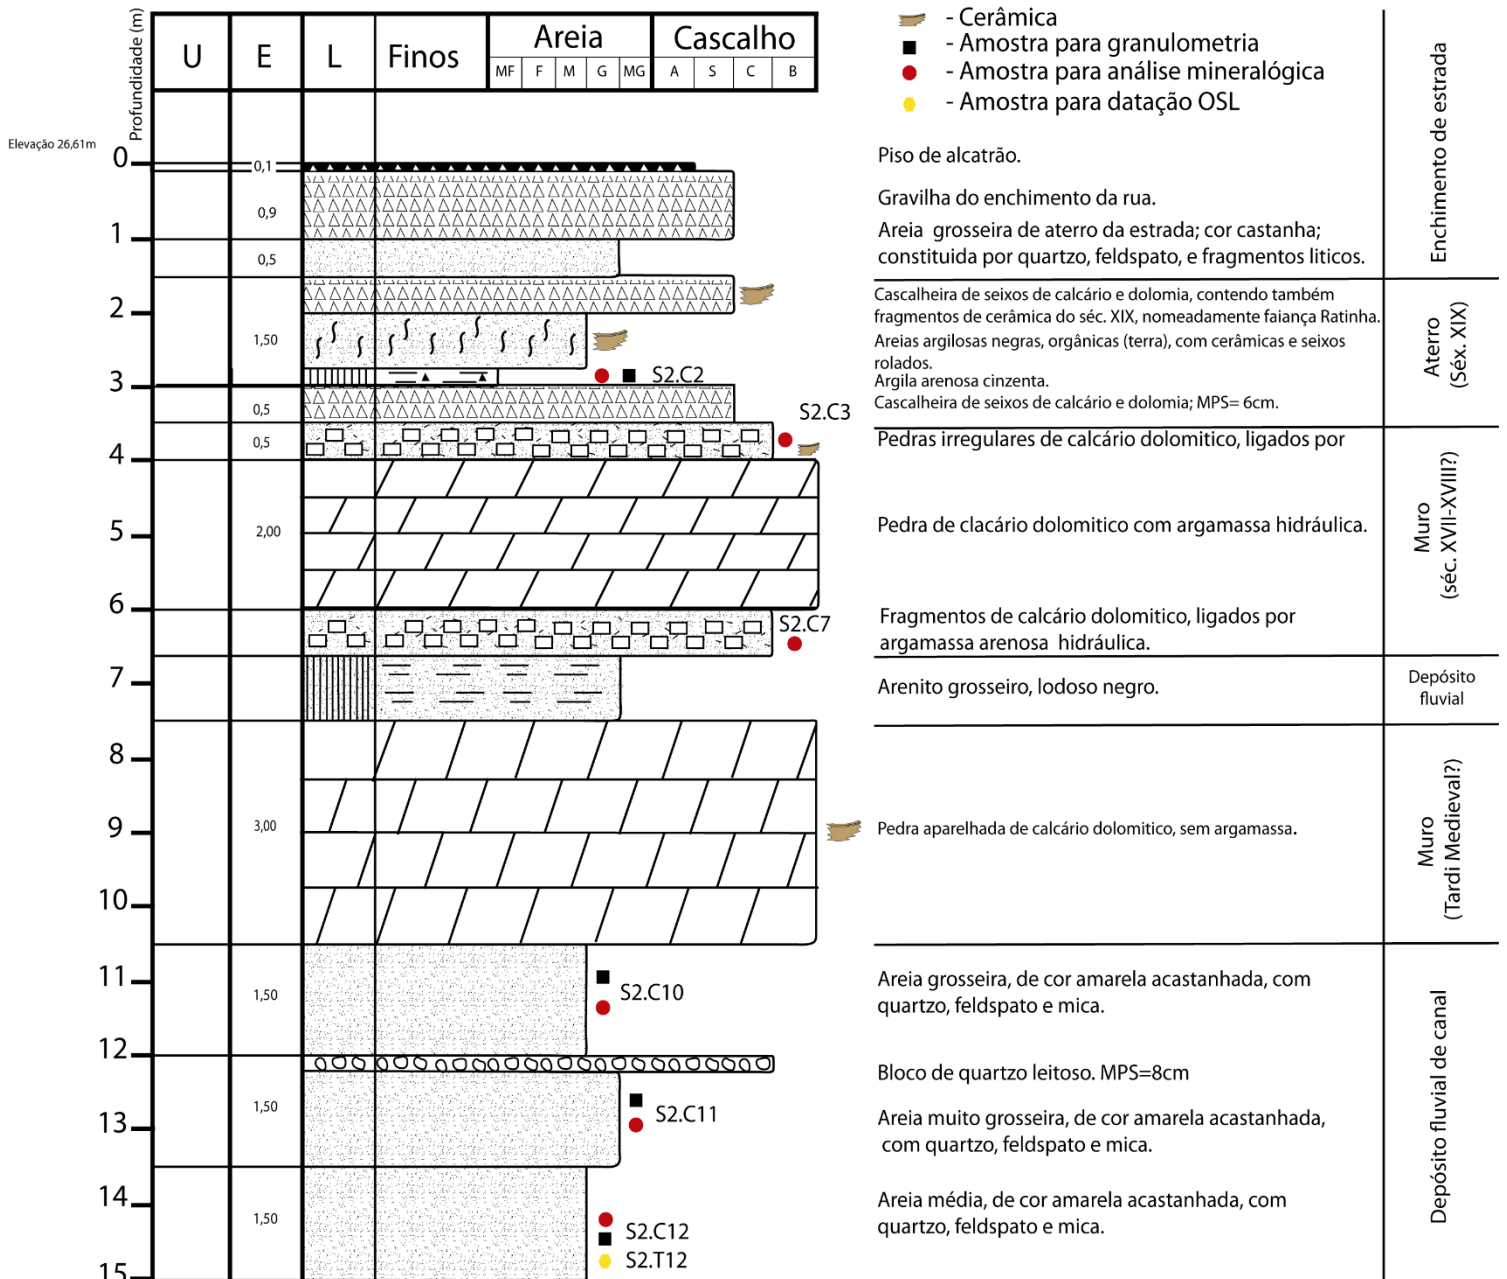 Profundidade (m)
U
E
L
Finos
Areia
MF
F
M
G
MG
Cascalho
A
S
C
B
- Cerâmica
- Amostra para granulometria
- Amostra para análise mineralógica
- Amostra para datação OSL
Elevação 26,61m
0
1
2
3
4
5
6
7
8
9
10
11
12
13
14
15
0,1
0,9
0,5
1,50
0,5
0,5
2,00
3,00
1,50
1,50
1,50
S2.C2
S2.C3
S2.C7
S2.C10
S2.C11
S2.C12
S2.T12
Piso de alcatrão.
Gravilha do enchimento da rua.
Areia grosseira de aterro da estrada; cor castanha;
constituida por quartzo, feldspato, e fragmentos liticos.
Cascalheira de seixos de calcário e dolomia, contendo também
fragmentos de cerâmica do séc. XIX, nomeadamente faiança Ratinha.
Areias argilosas negras, orgânicas (terra), com cerâmicas e seixos
rolados.
Argila arenosa cinzenta.
Cascalheira de seixos de calcário e dolomia; MPS= 6cm.
Pedras irregulares de calcário dolomitico, ligados por
Pedra de clacário dolomitico com argamassa hidráulica.
Fragmentos de calcário dolomitico, ligados por
argamassa arenosa hidráulica.
Arenito grosseiro, lodoso negro.
Pedra aparelhada de calcário dolomitico, sem argamassa.
Areia grosseira, de cor amarela acastanhada, com
quartzo, feldspato e mica.
Bloco de quartzo leitoso. MPS=8cm
Areia muito grosseira, de cor amarela acastanhada,
com quartzo, feldspato e mica.
Areia média, de cor amarela acastanhada, com
quartzo, feldspato e mica.
Enchimento de estrada
Aterro
(Séx. XIX)
Muro
(séc. XVII-XVIII?)
Depósito
fluvial
Muro
(Tardi Medieval?)
Depósito fluvial de canal